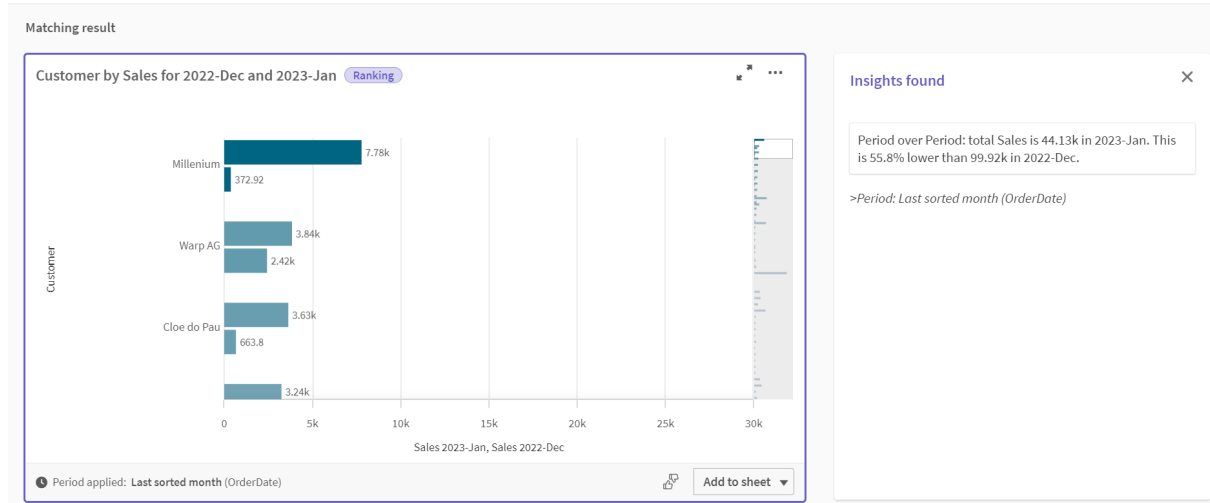 Matching result
Customer by Sales for 2022-Dec and 2023-Jan Ranking
Millenium
7.78k
372.92
Warp AG
3.84k
2.42k
Cloe do Pau
3.63k
663.8
3.24k
Customer
0 5k 10k 15k 20k 25k 30k
Sales 2023-Jan, Sales 2022-Dec
Period applied: Last sorted month (OrderDate)
Add to sheet
Insights found
Period over Period: total Sales is 44.13k in 2023-Jan. This
is 55.8% lower than 99.92k in 2022-Dec.
>Period: Last sorted month (OrderDate)